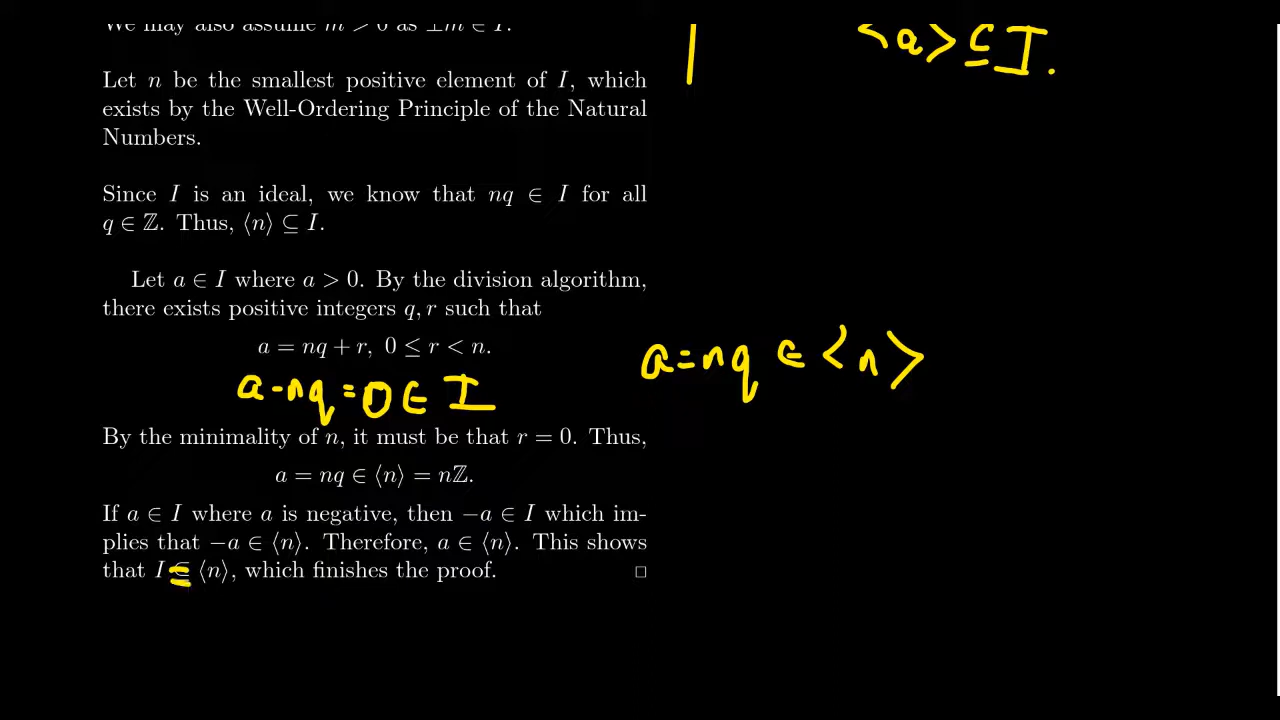 We may also assume m > 0 as ±m ∈ I.
<a> ⊆ I.
Let n be the smallest positive element of I, which
exists by the Well-Ordering Principle of the Natural
Numbers.
Since I is an ideal, we know that nq ∈ I for all
q ∈ ℤ. Thus, ⟨n⟩ ⊆ I.
Let a ∈ I where a > 0. By the division algorithm,
there exists positive integers q, r such that
a = nq + r, 0 ≤ r < n.
a = nq ∈ <n>
a - nq = 0 ∈ I
By the minimality of n, it must be that r = 0. Thus,
a = nq ∈ ⟨n⟩ = nℤ.
If a ∈ I where a is negative, then −a ∈ I which im-
plies that −a ∈ ⟨n⟩. Therefore, a ∈ ⟨n⟩. This shows
that I ⊆ ⟨n⟩, which finishes the proof. □